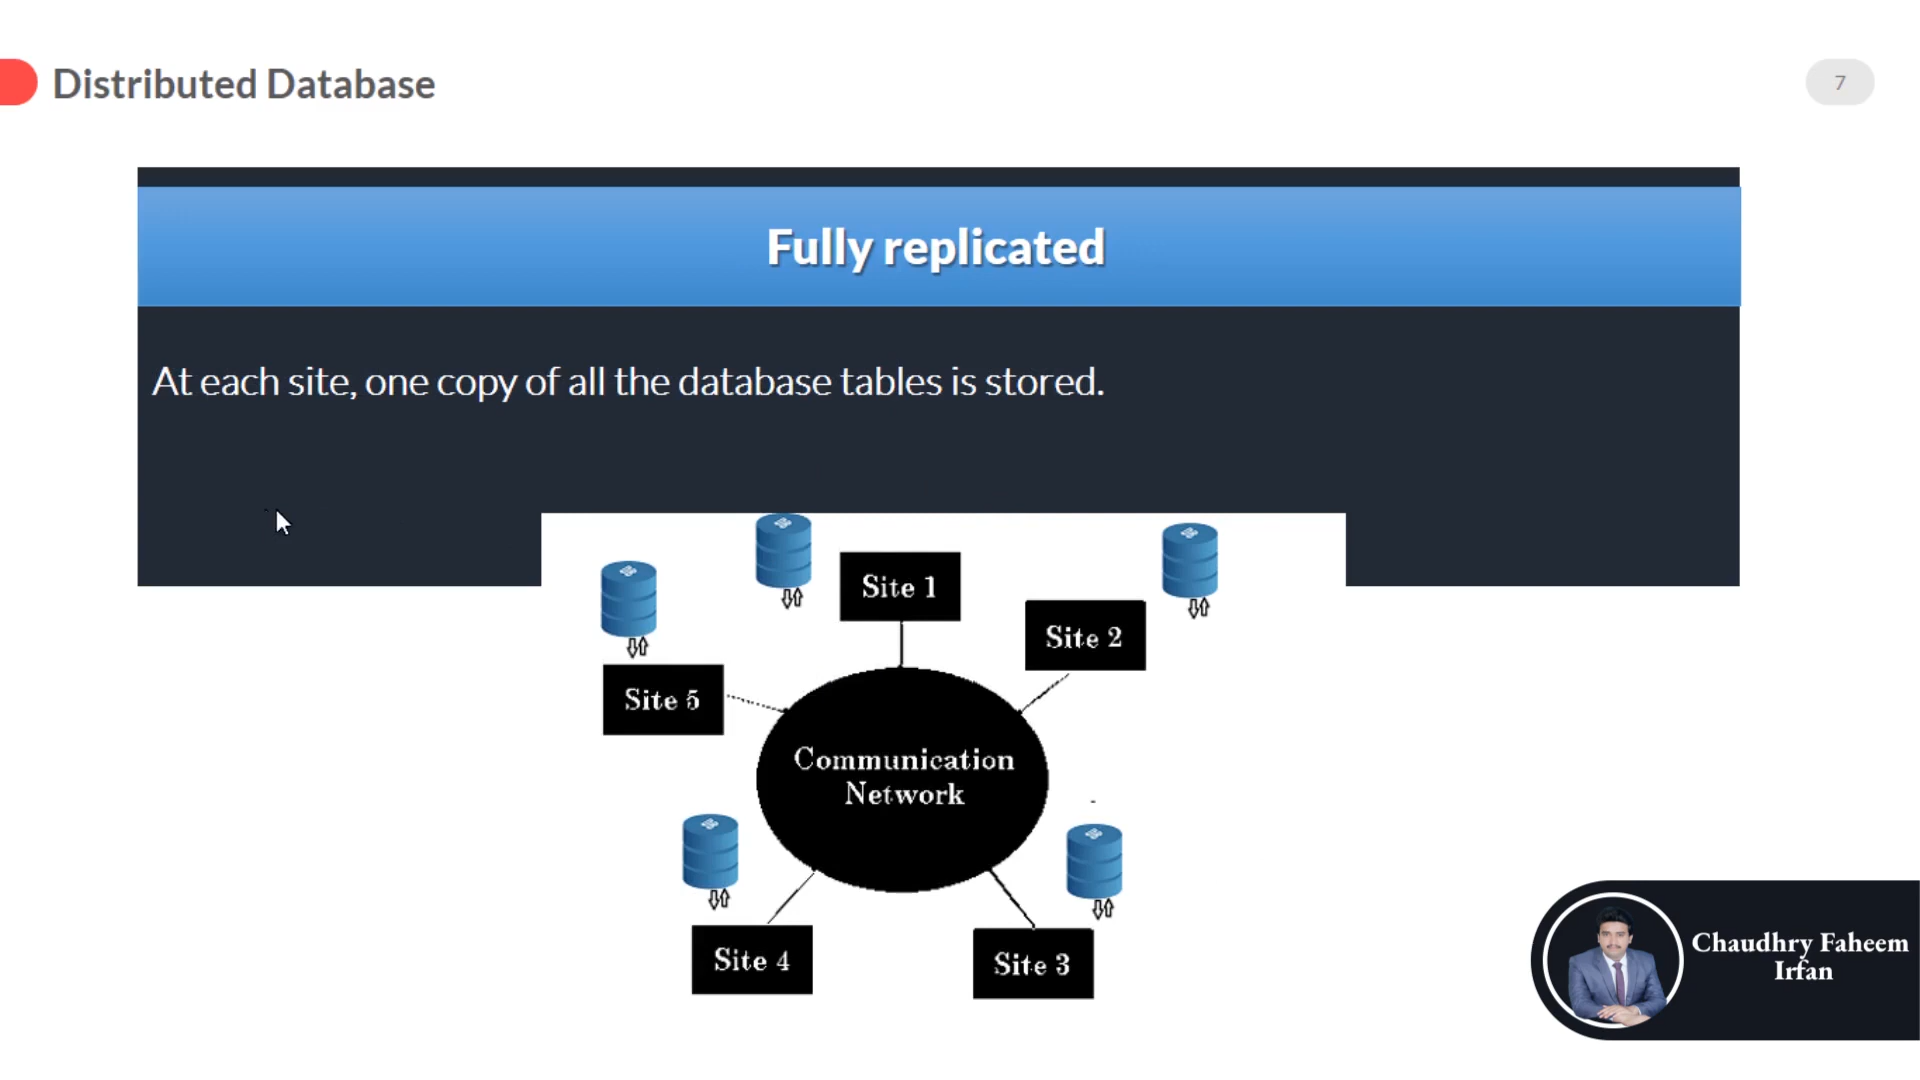 Distributed Database
7
Fully replicated
At each site, one copy of all the database tables is stored.
Site 1
Site 2
Site 5
Communication
Network
Site 4
Site 3
Chaudhry Faheem
Irfan